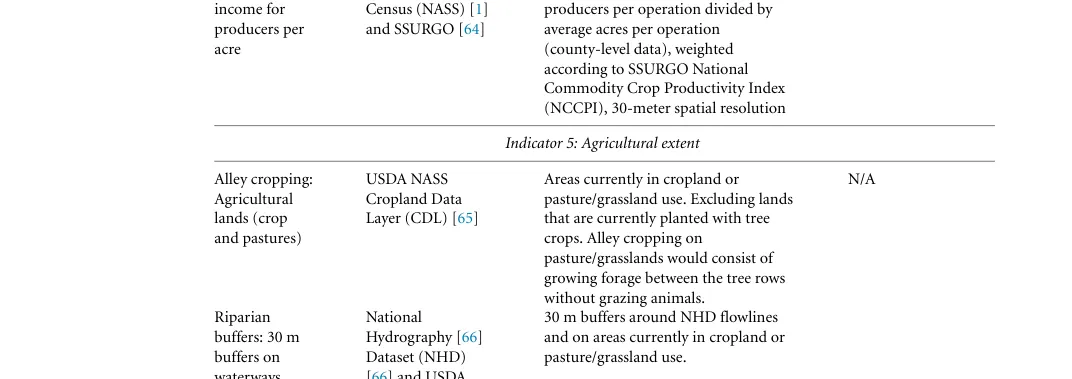 income for
producers per
acre
Census (NASS) [1]
and SSURGO [64]
producers per operation divided by
average acres per operation
(county-level data), weighted
according to SSURGO National
Commodity Crop Productivity Index
(NCCPI), 30-meter spatial resolution
Indicator 5: Agricultural extent
Alley cropping:
Agricultural
lands (crop
and pastures)
USDA NASS
Cropland Data
Layer (CDL) [65]
Areas currently in cropland or
pasture/grassland use. Excluding lands
that are currently planted with tree
crops. Alley cropping on
pasture/grasslands would consist of
growing forage between the tree rows
without grazing animals.
N/A
Riparian
buffers: 30 m
buffers on
waterways
National
Hydrography [66]
Dataset (NHD)
[66] and USDA
30 m buffers around NHD flowlines
and on areas currently in cropland or
pasture/grassland use.